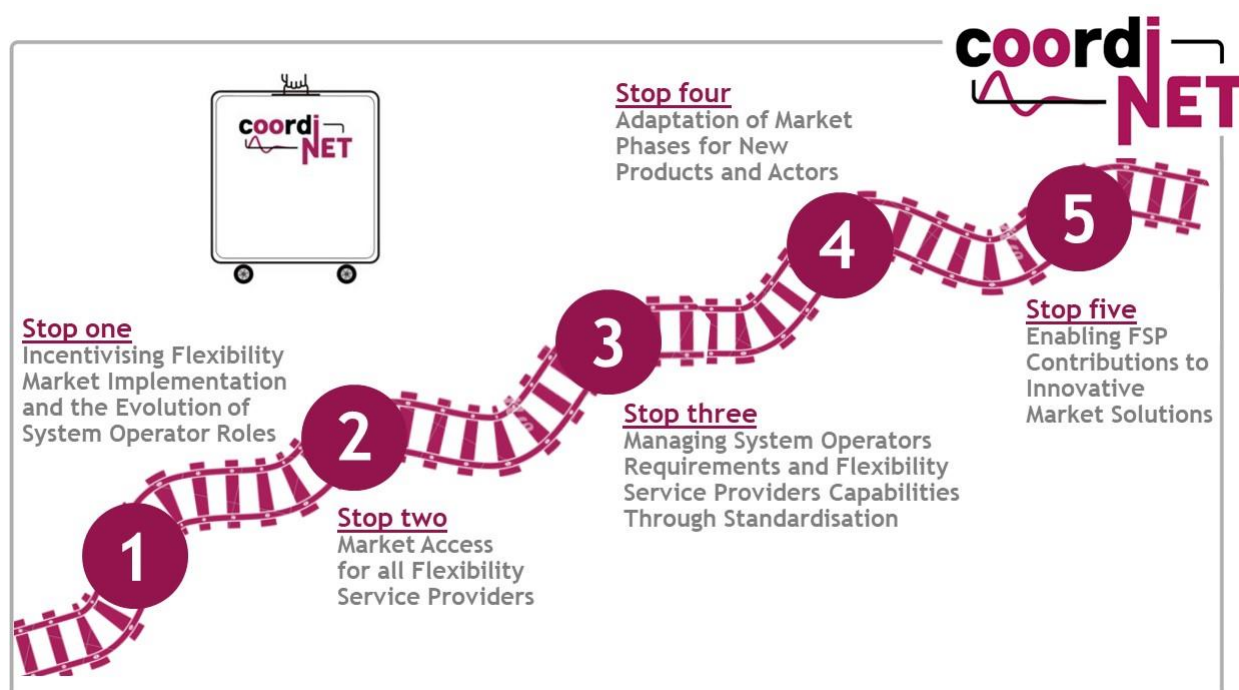 coordi
NET
coordi
NET
Stop four
Adaptation of Market
Phases for New
Products and Actors
5
4
Stop one
Incentivising Flexibility
Market Implementation
and the Evolution of
System Operator Roles
3
Stop five
Enabling FSP
Contributions to
Innovative
Market Solutions
2
Stop three
Managing System Operators
Requirements and Flexibility
Service Providers Capabilities
Through Standardisation
1
Stop two
Market Access
for all Flexibility
Service Providers